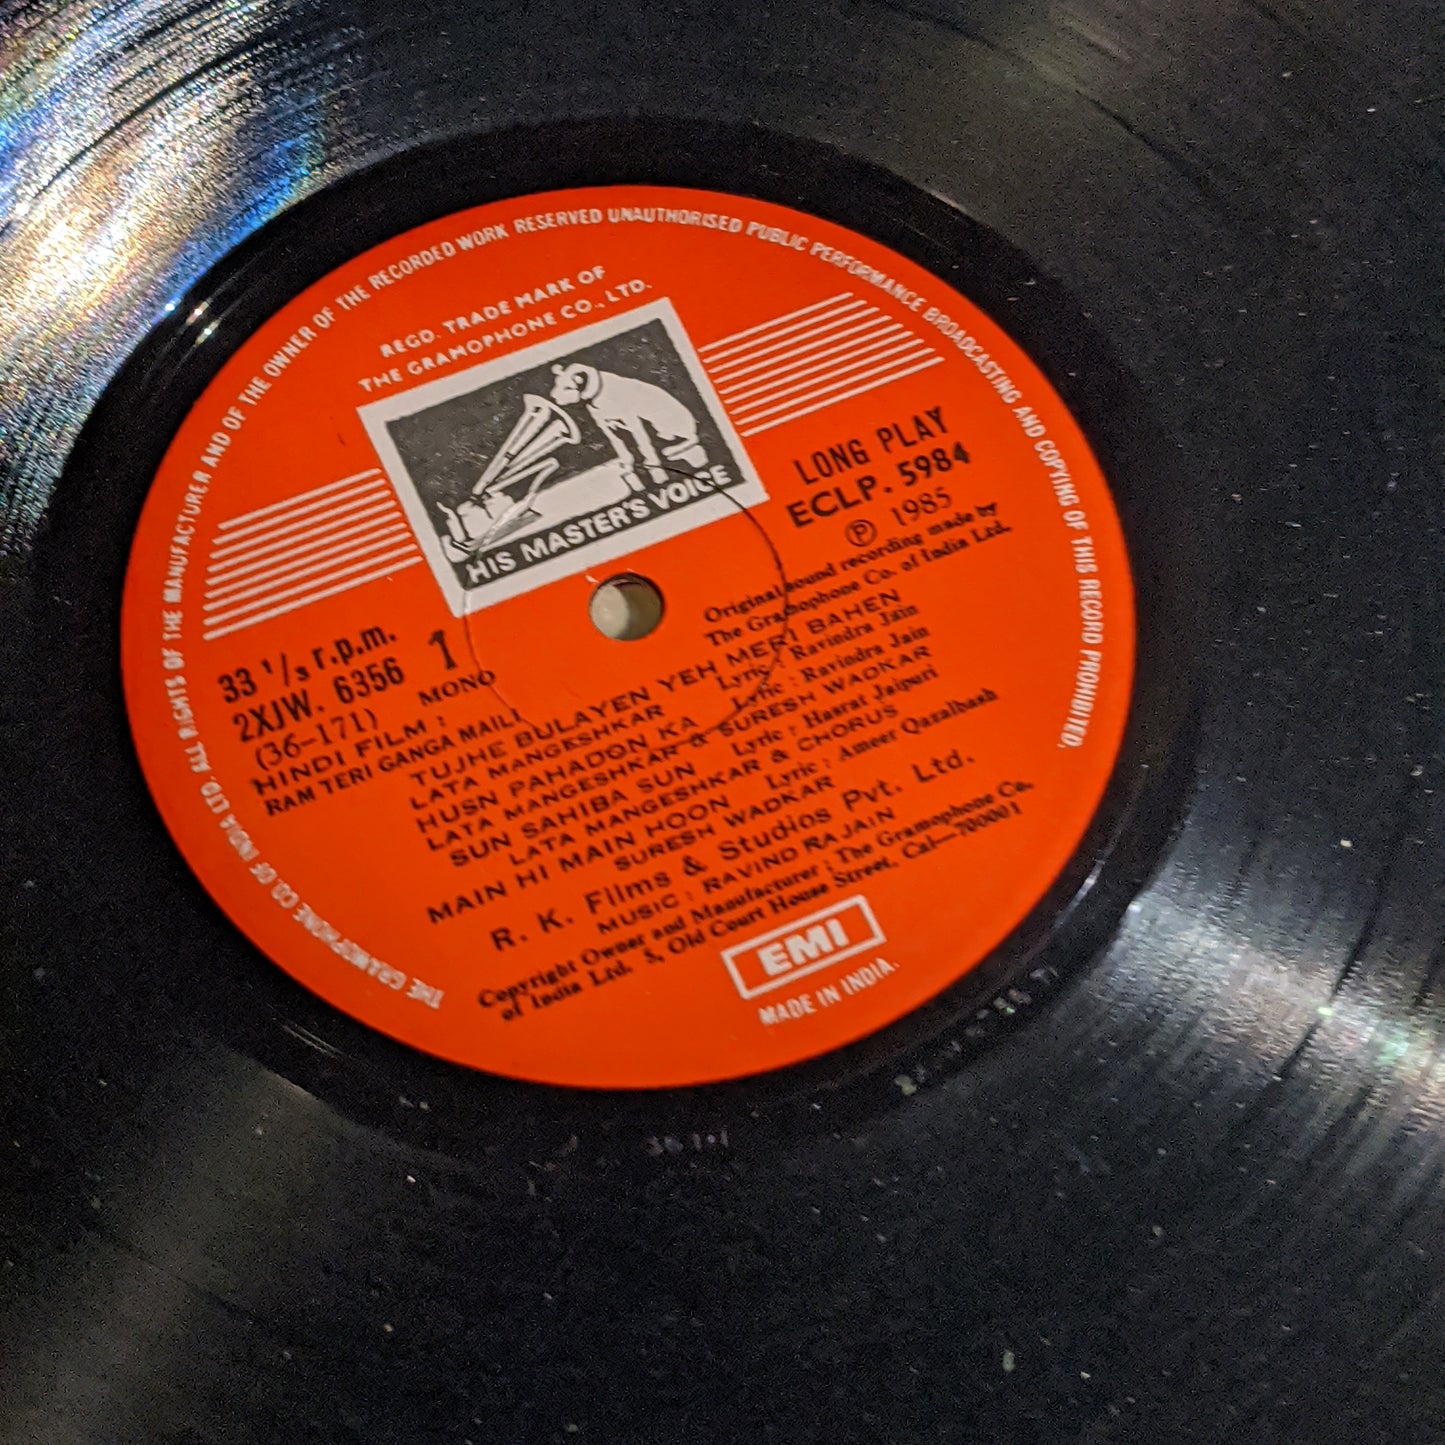 THE GRAMOPHONE CO. OF INDIA LTD. ALL RIGHTS OF THE MANUFACTURER AND OF THE OWNER OF THE RECORDED WORK RESERVED UNAUTHORISED PUBLIC PERFORMANCE BROADCASTING AND COPYING OF THIS RECORD PROHIBITED.
REGD. TRADE MARK OF
THE GRAMOPHONE CO., LTD.
HIS MASTER'S VOICE
LONG PLAY
ECLP. 5984
Ⓟ 1985
Original sound recording made by
The Gramophone Co. of India Ltd.
33 1/3 r.p.m.
2XJW. 6356 1
(36-171) MONO
HINDI FILM :
RAM TERI GANGA MAILI
TUJHE BULAYEN YEH MERI BAHEN
LATA MANGESHKAR Lyric : Ravindra Jain
HUSN PAHADON KA Lyric : Ravindra Jain
LATA MANGESHKAR & SURESH WADKAR
SUN SAHIBA SUN Lyric : Hasrat Jaipuri
LATA MANGESHKAR & CHORUS
MAIN HI MAIN HOON Lyric : Ameer Qazalbash
SURESH WADKAR
R. K. Films & Studios Pvt. Ltd.
MUSIC : RAVINDRA JAIN
Copyright Owner and Manufacturer : The Gramophone Co.
of India Ltd. 5, Old Court House Street, Cal-700001
EMI
MADE IN INDIA.